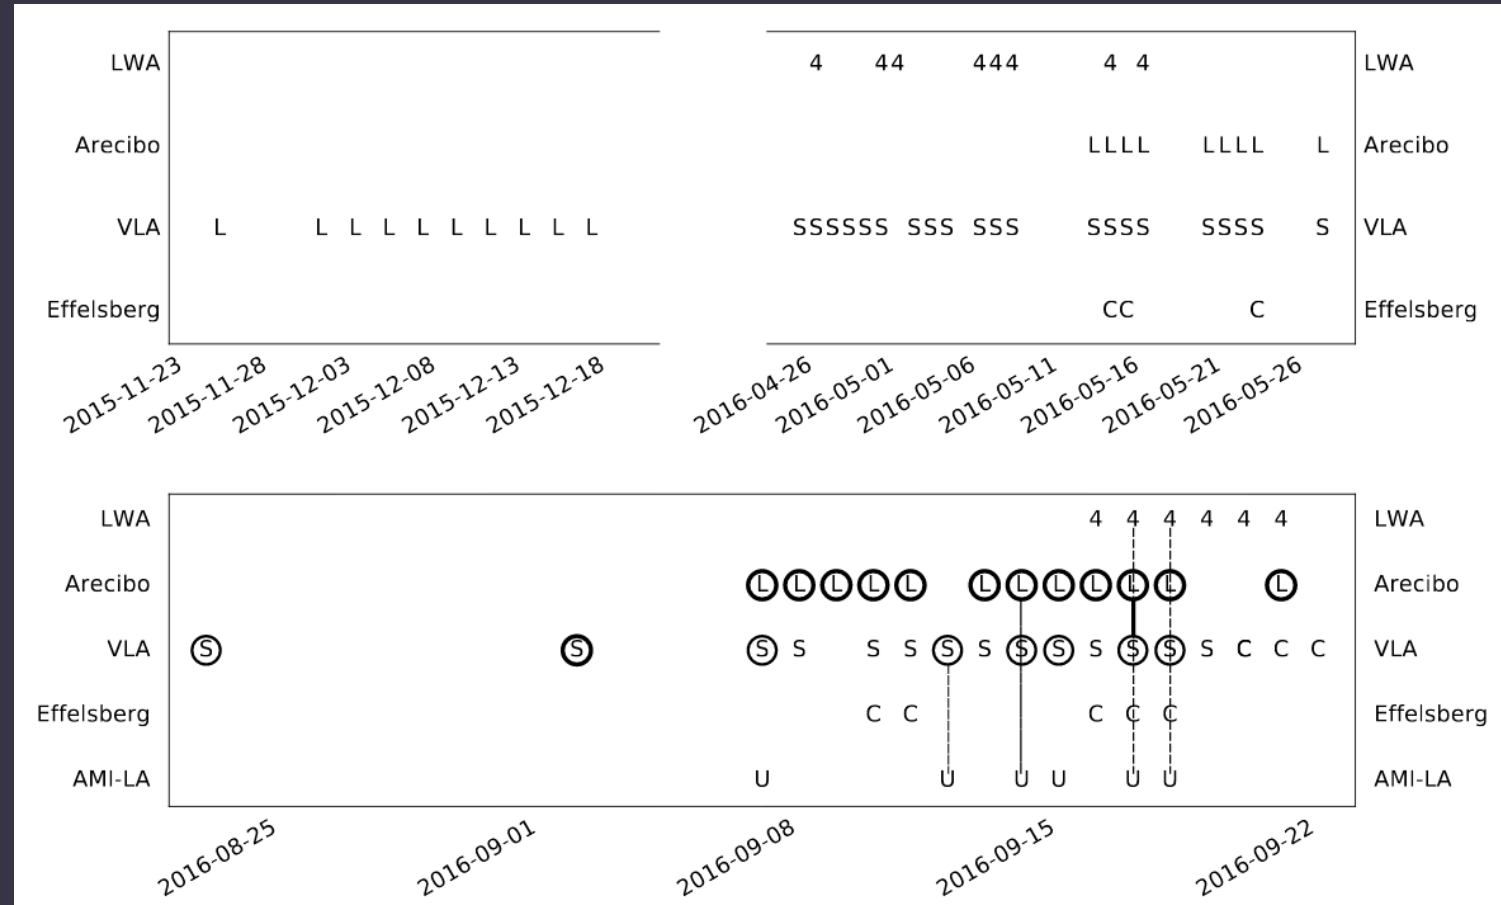 LWA 4 44 444 4 4 LWA
Arecibo LLLL LLLL L Arecibo
VLA L L L L L L L L L L SSSSSS SSS SSS SSSS SSSS S VLA
Effelsberg CC C Effelsberg
2015-11-23 2015-11-28 2015-12-03 2015-12-08 2015-12-13 2015-12-18 2016-04-26 2016-05-01 2016-05-06 2016-05-11 2016-05-16 2016-05-21 2016-05-26
LWA 4 4 4 4 4 4 LWA
Arecibo L L L L L L L L L L L L Arecibo
VLA S S S S S S S S S S S S S S C C C VLA
Effelsberg C C C C C Effelsberg
AMI-LA U U U U U U AMI-LA
2016-08-25 2016-09-01 2016-09-08 2016-09-15 2016-09-22